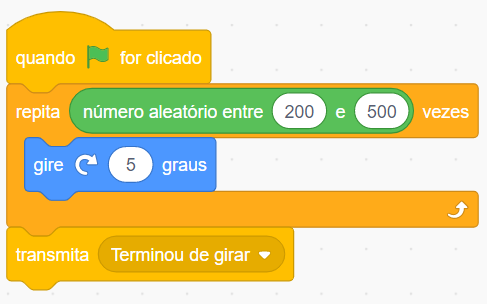 quando for clicado
repita número aleatório entre 200 e 500 vezes
gire 5 graus
transmita Terminou de girar